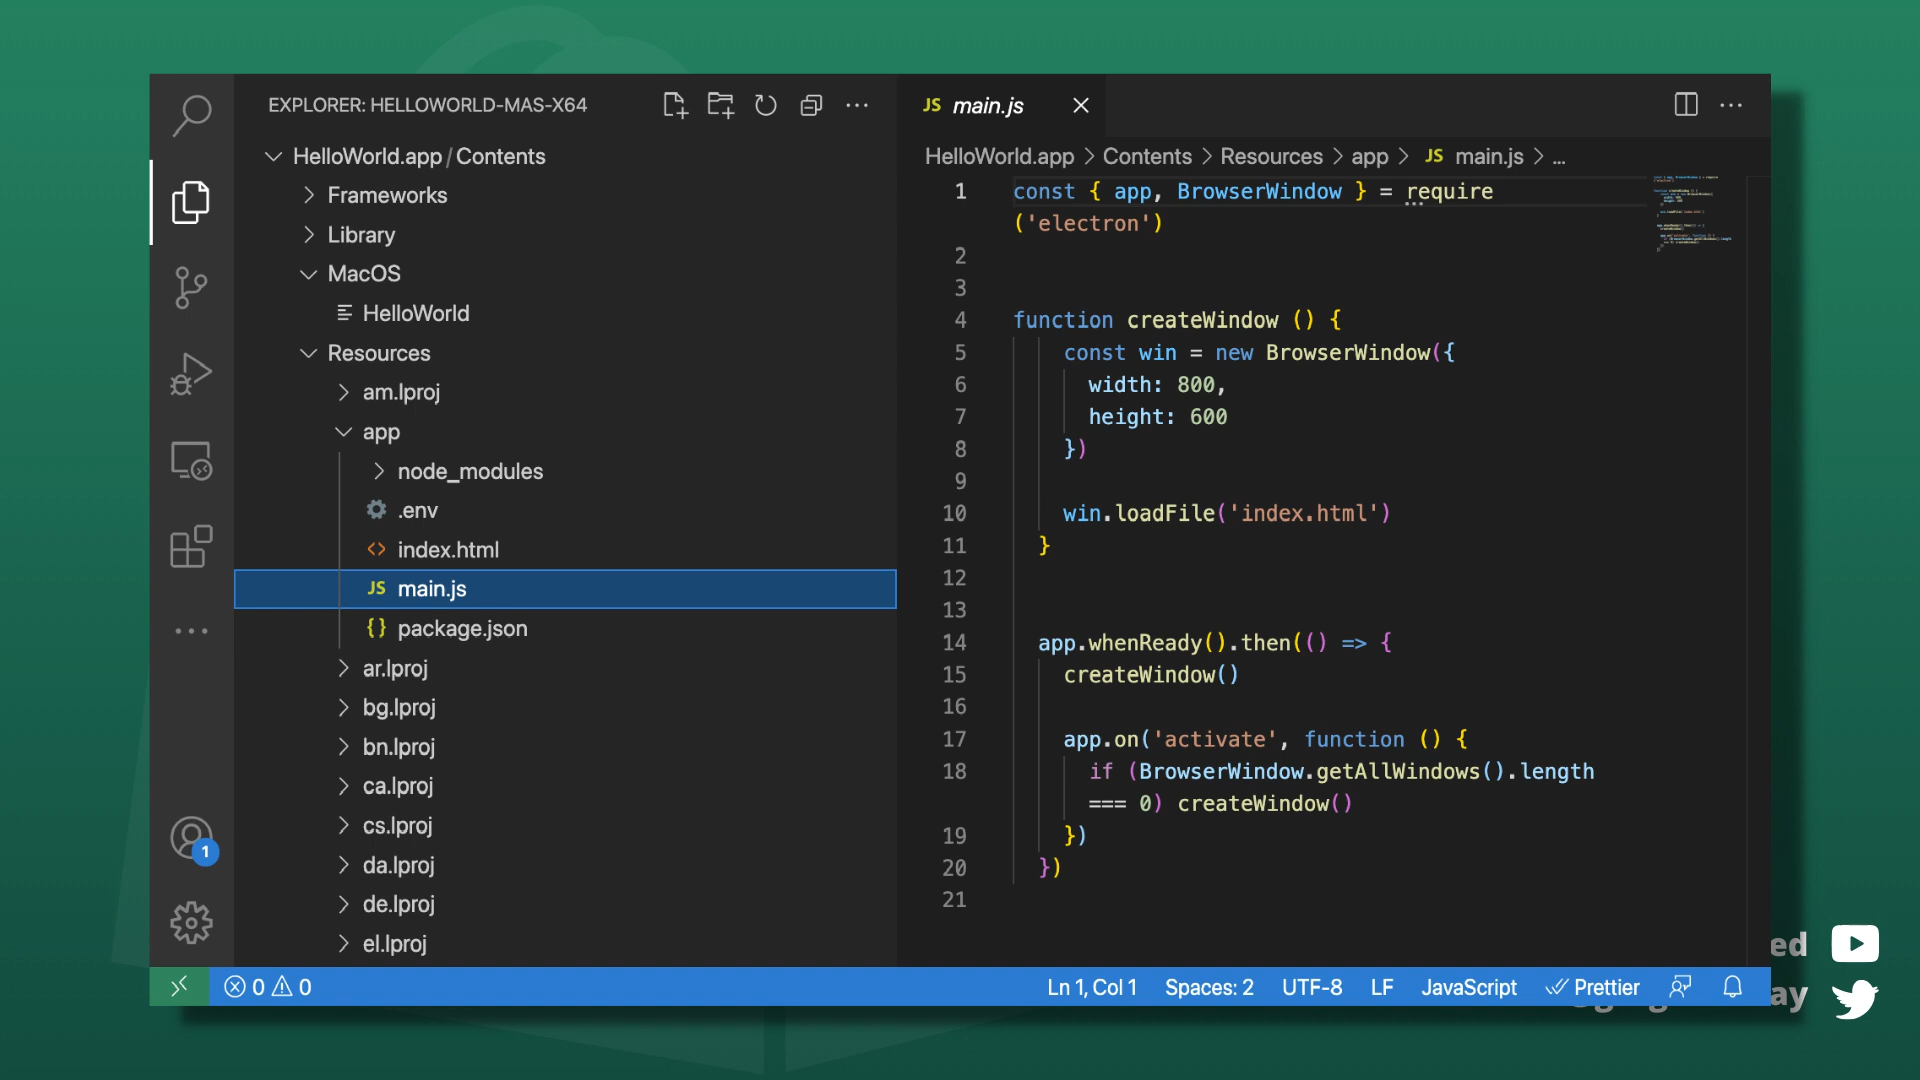 EXPLORER: HELLOWORLD-MAS-X64
HelloWorld.app / Contents
Frameworks
Library
MacOS
HelloWorld
Resources
am.lproj
app
node_modules
.env
<> index.html
JS main.js
{} package.json
ar.lproj
bg.lproj
bn.lproj
ca.lproj
cs.lproj
da.lproj
de.lproj
el.lproj
1
JS main.js
HelloWorld.app > Contents > Resources > app > JS main.js > ...
1 const { app, BrowserWindow } = require
('electron')
2
3
4 function createWindow () {
5 const win = new BrowserWindow({
6 width: 800,
7 height: 600
8 })
9
10 win.loadFile('index.html')
11 }
12
13
14 app.whenReady().then(() => {
15 createWindow()
16
17 app.on('activate', function () {
18 if (BrowserWindow.getAllWindows().length
=== 0) createWindow()
19 })
20 })
21
0 0 Ln 1, Col 1 Spaces: 2 UTF-8 LF JavaScript Prettier
ed
ay